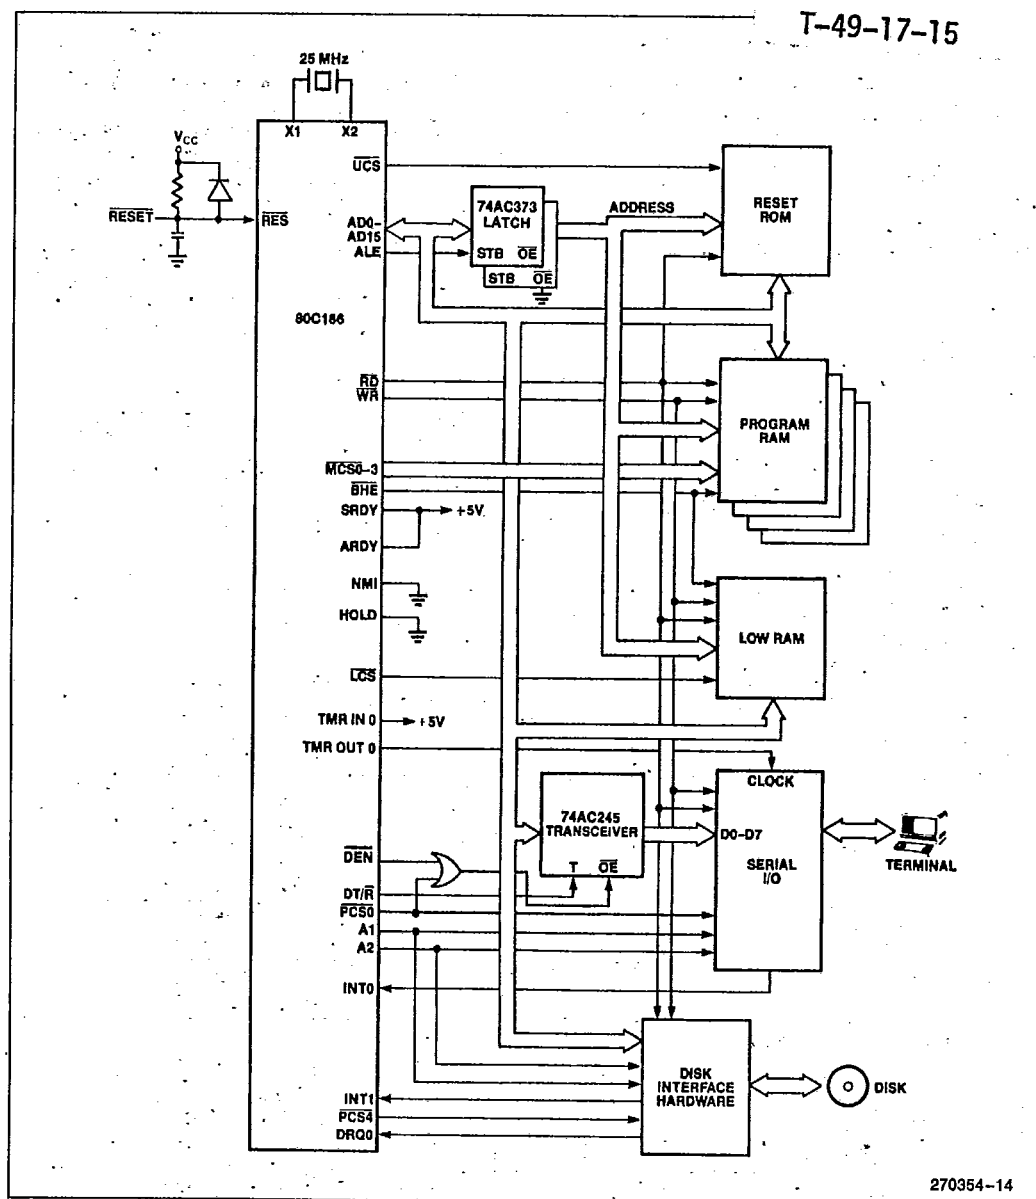 T-49-17-15
25 MHz
X1 X2
VCC
RESET
RES
UCS
AD0-
AD15
ALE
74AC373
LATCH
STB OE
STB OE
ADDRESS
RESET
ROM
80C186
RD
WR
PROGRAM
RAM
MCS0-3
BHE
SRDY
+5V
ARDY
NMI
HOLD
LOW RAM
LCS
TMR IN 0
+5V
TMR OUT 0
CLOCK
74AC245
TRANSCEIVER
T OE
D0-D7
SERIAL
I/O
TERMINAL
DEN
DT/R
PCS0
A1
A2
INT0
DISK
INTERFACE
HARDWARE
DISK
INT1
PCS4
DRQ0
270354-14